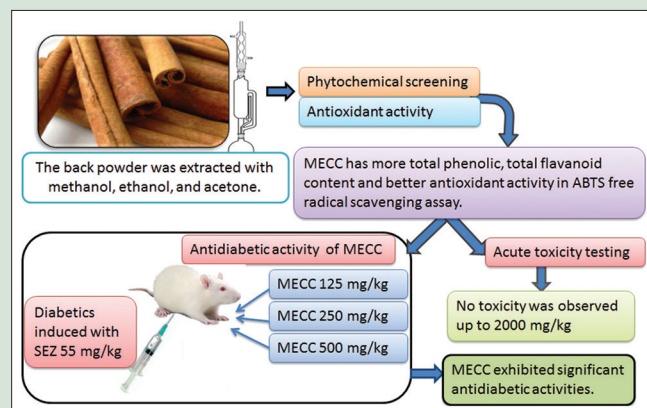 Phytochemical screening
Antioxidant activity
The back powder was extracted with
methanol, ethanol, and acetone.
MECC has more total phenolic, total flavanoid
content and better antioxidant activity in ABTS free
radical scavenging assay.
Antidiabetic activity of MECC
MECC 125 mg/kg
MECC 250 mg/kg
MECC 500 mg/kg
Diabetics
induced with
SEZ 55 mg/kg
Acute toxicity testing
No toxicity was observed
up to 2000 mg/kg
MECC exhibited significant
antidiabetic activities.